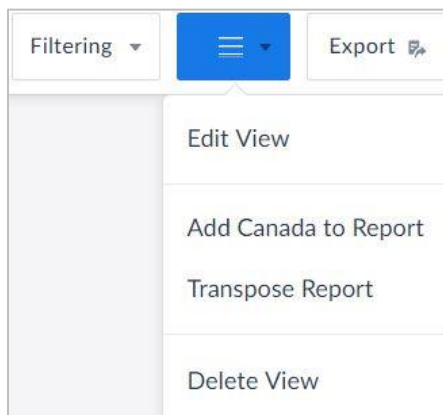 Filtering
Export
Edit View
Add Canada to Report
Transpose Report
Delete View